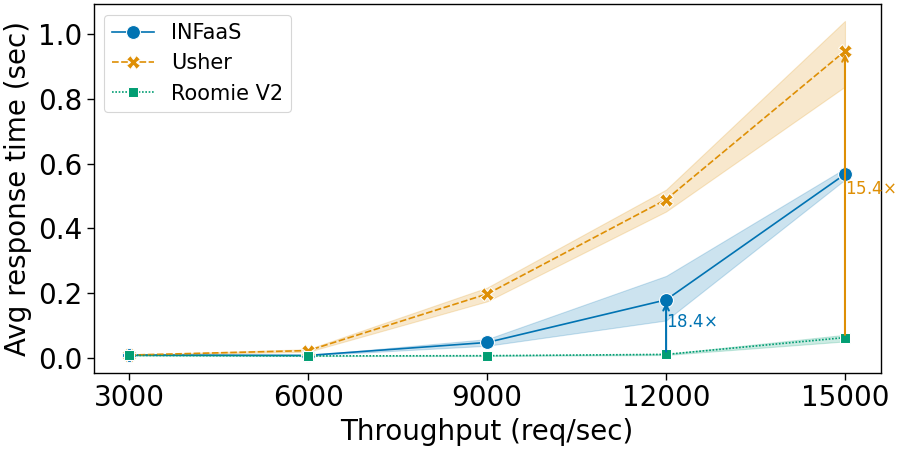 INFaaS
Usher
Roomie V2
1.0
0.8
0.6
0.4
0.2
0.0
Avg response time (sec)
15.4×
18.4×
3000 6000 9000 12000 15000
Throughput (req/sec)